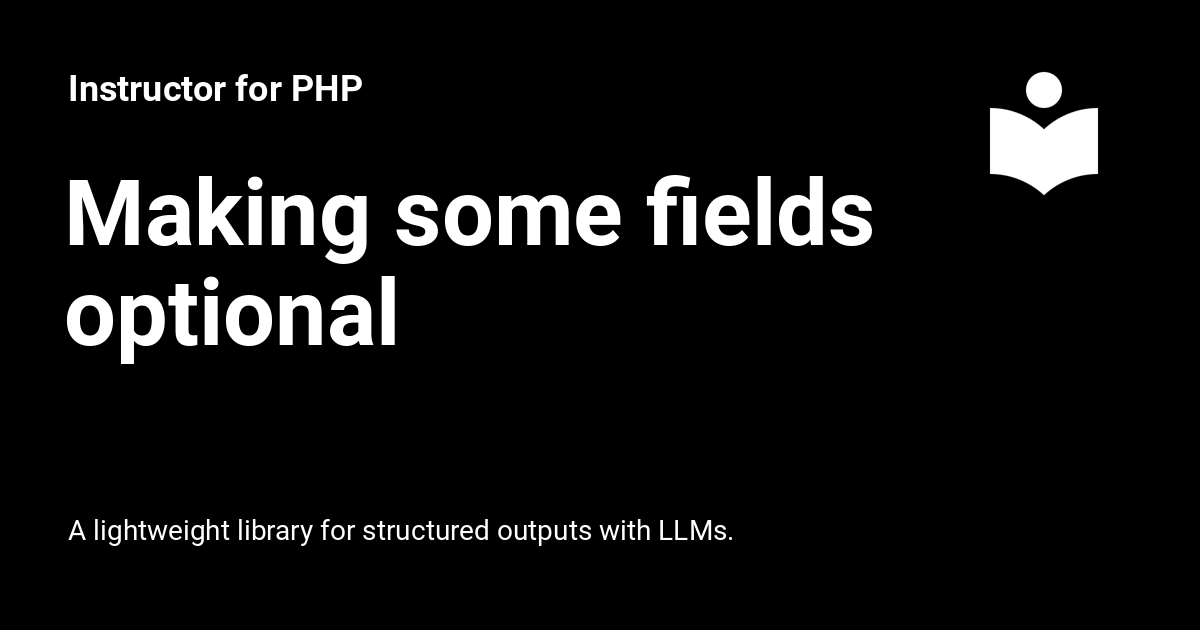 Instructor for PHP
Making some fields
optional
A lightweight library for structured outputs with LLMs.